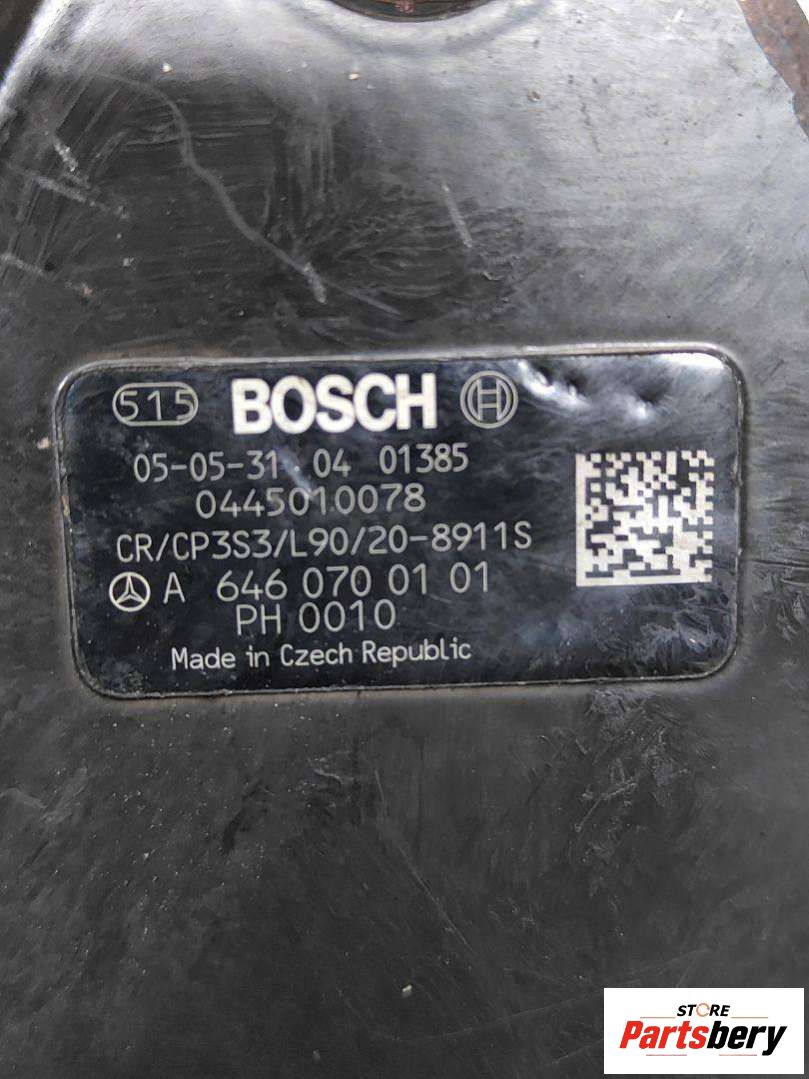 515 BOSCH
05-05-31 04 01385
0445010078
CR/CP3S3/L90/20-8911S
A 646 070 01 01
PH 0010
Made in Czech Republic
STORE
Partsbery